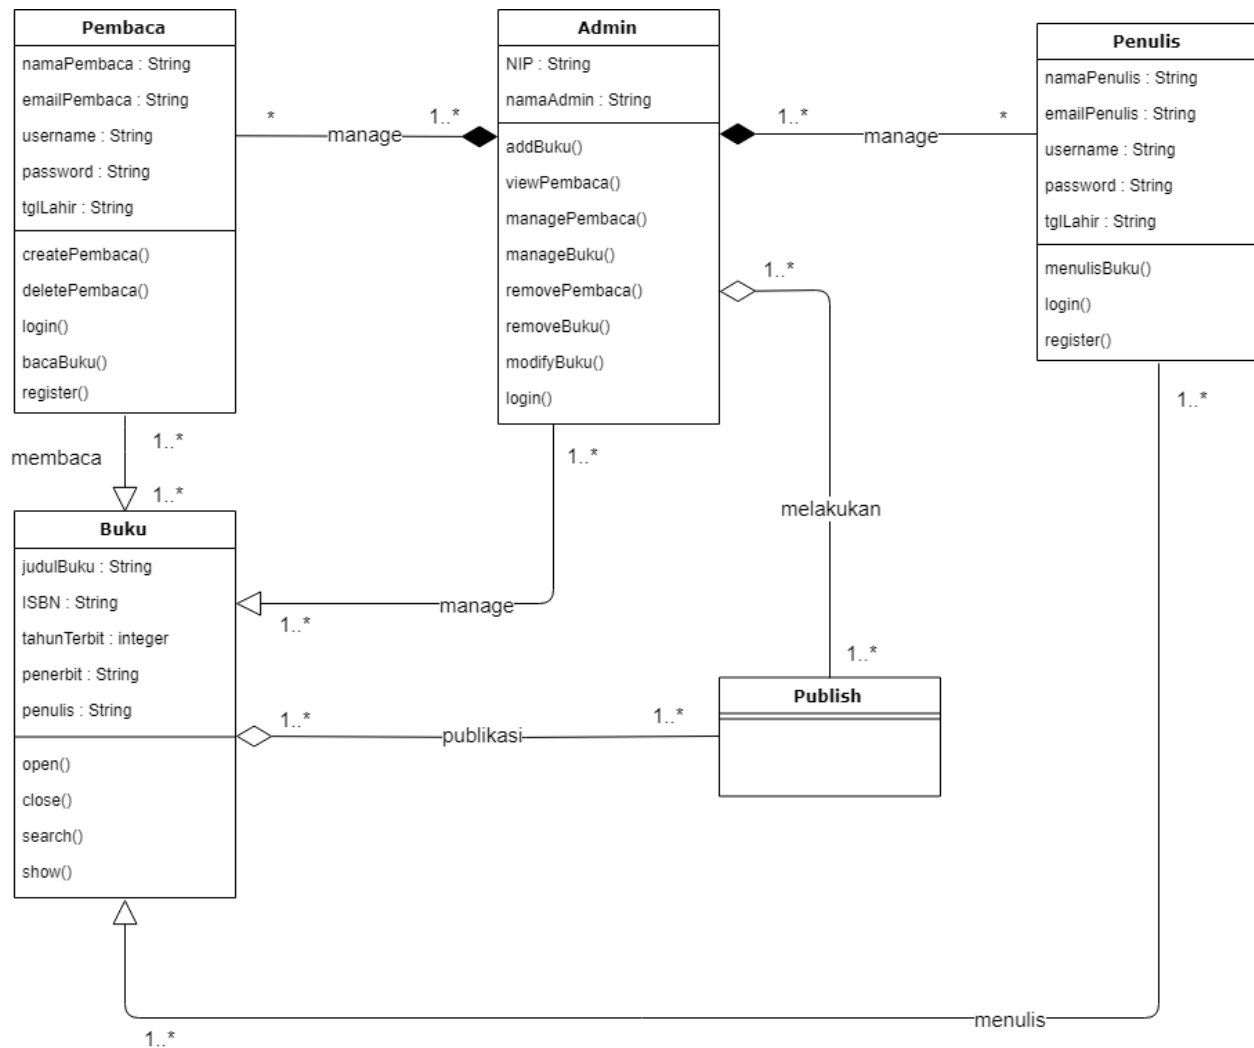 Pembaca
namaPembaca : String
emailPembaca : String
username : String
password : String
tglLahir : String
createPembaca()
deletePembaca()
login()
bacaBuku()
register()
*
manage
1..*
Admin
NIP : String
namaAdmin : String
addBuku()
viewPembaca()
managePembaca()
manageBuku()
removePembaca()
removeBuku()
modifyBuku()
login()
1..*
manage
*
Penulis
namaPenulis : String
emailPenulis : String
username : String
password : String
tglLahir : String
menulisBuku()
login()
register()
1..*
1..*
1..*
membaca
1..*
1..*
melakukan
Buku
judulBuku : String
ISBN : String
tahunTerbit : integer
penerbit : String
penulis : String
open()
close()
search()
show()
manage
1..*
1..*
1..*
publikasi
1..*
Publish
menulis
1..*